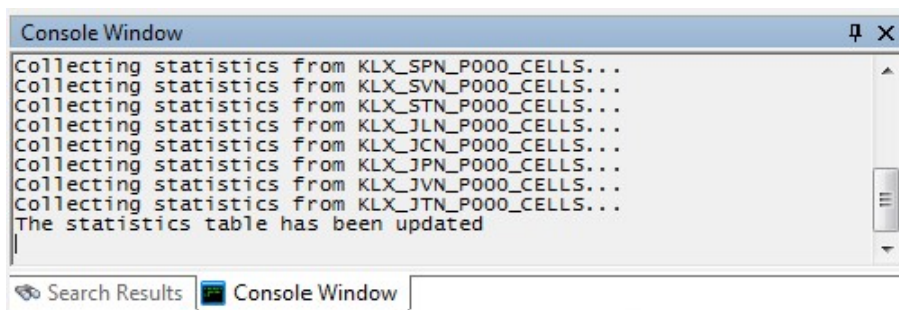 Console Window
Collecting statistics from KLX_SPN_P000_CELLS...
Collecting statistics from KLX_SVN_P000_CELLS...
Collecting statistics from KLX_STN_P000_CELLS...
Collecting statistics from KLX_JLN_P000_CELLS...
Collecting statistics from KLX_JCN_P000_CELLS...
Collecting statistics from KLX_JPN_P000_CELLS...
Collecting statistics from KLX_JVN_P000_CELLS...
Collecting statistics from KLX_JTN_P000_CELLS...
The statistics table has been updated
Search Results Console Window